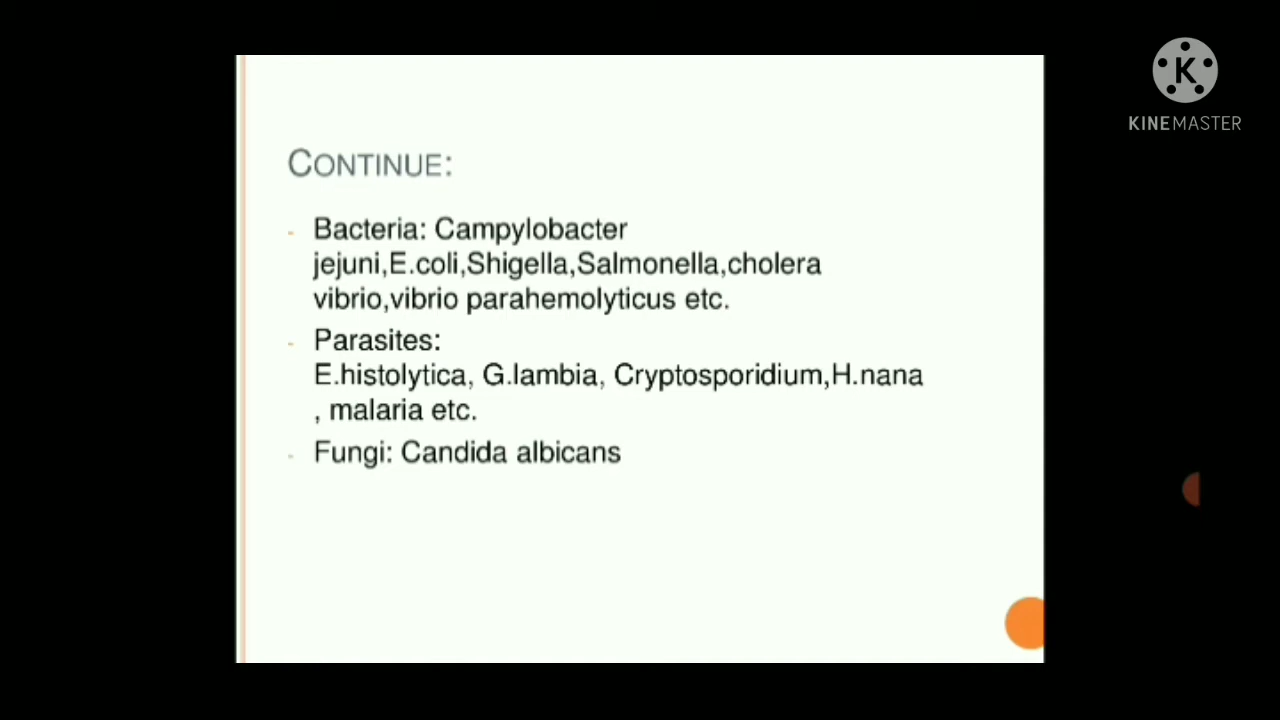 K
KINEMASTER
CONTINUE:
- Bacteria: Campylobacter
jejuni,E.coli,Shigella,Salmonella,cholera
vibrio,vibrio parahemolyticus etc.
- Parasites:
E.histolytica, G.lambia, Cryptosporidium,H.nana
, malaria etc.
- Fungi: Candida albicans